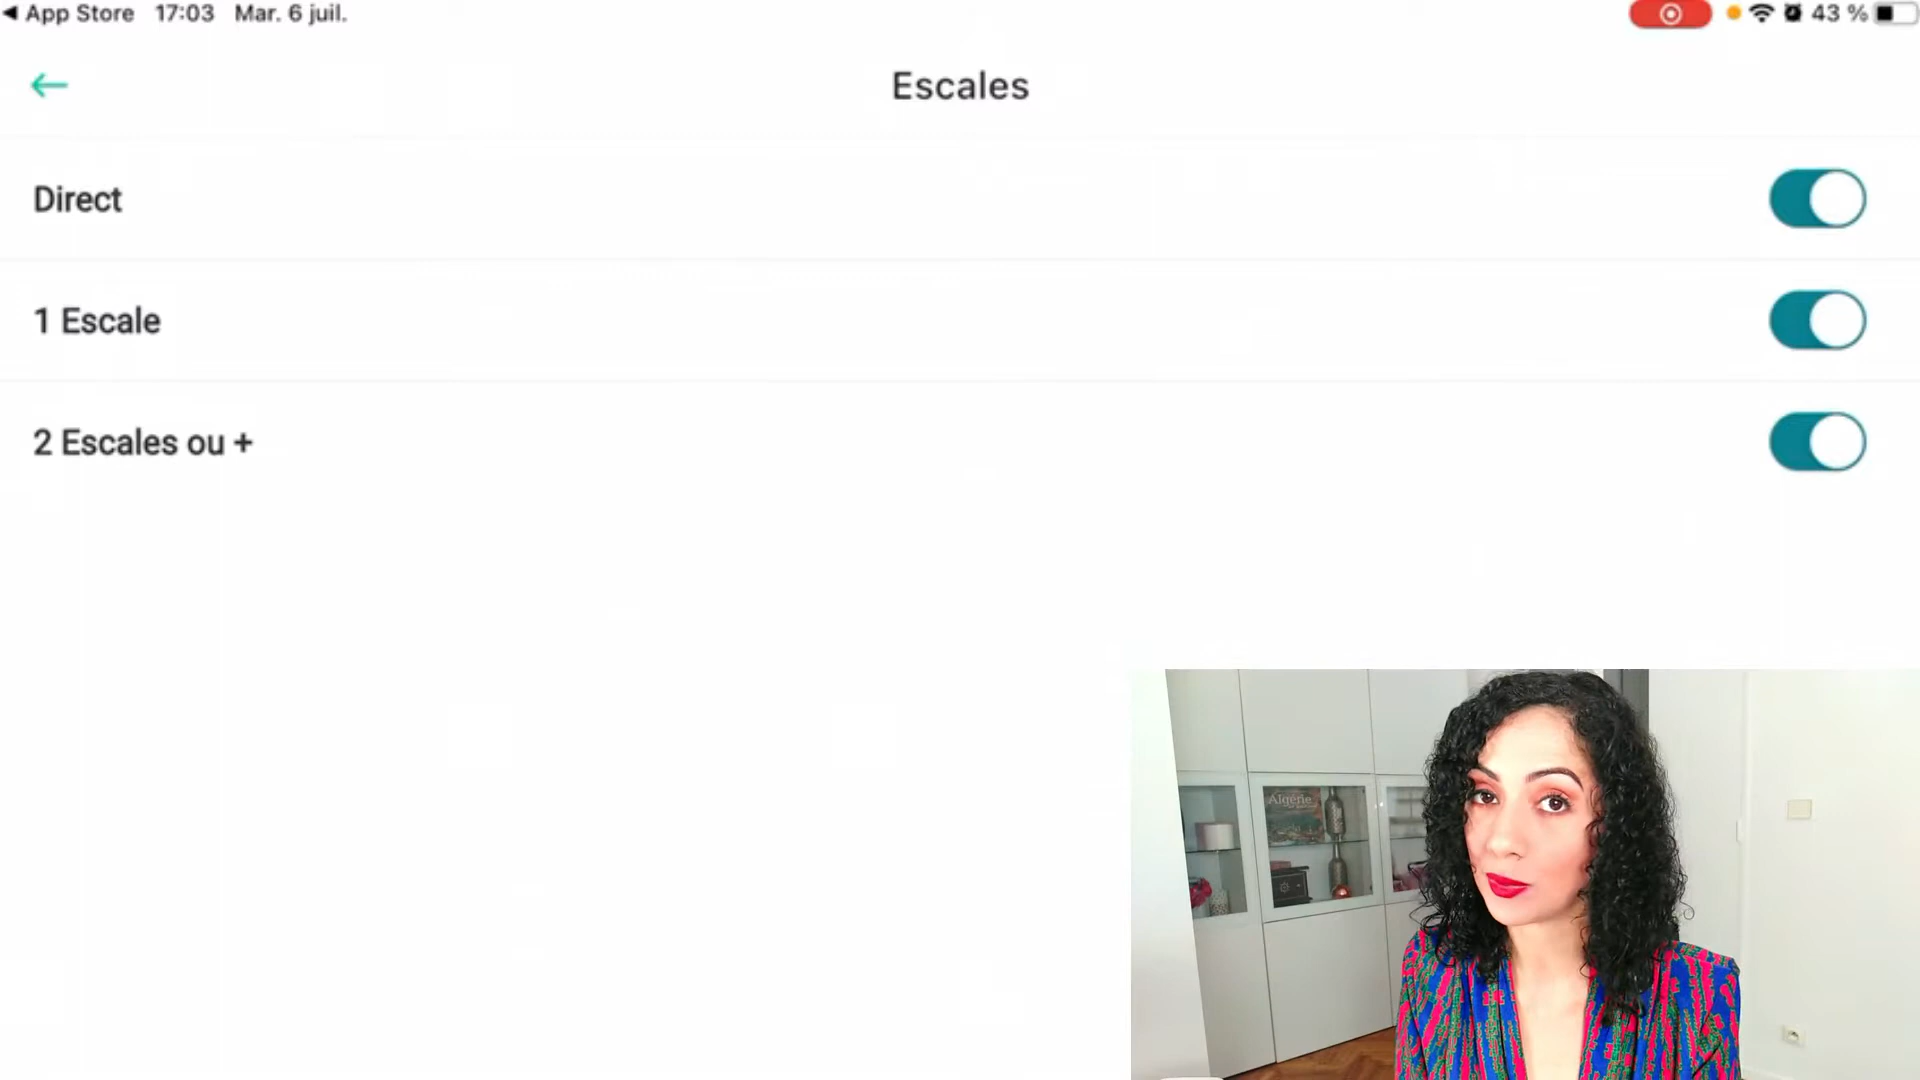 App Store 17:03 Mar. 6 juil. 43 %
Escales
Direct
1 Escale
2 Escales ou +
Algérie